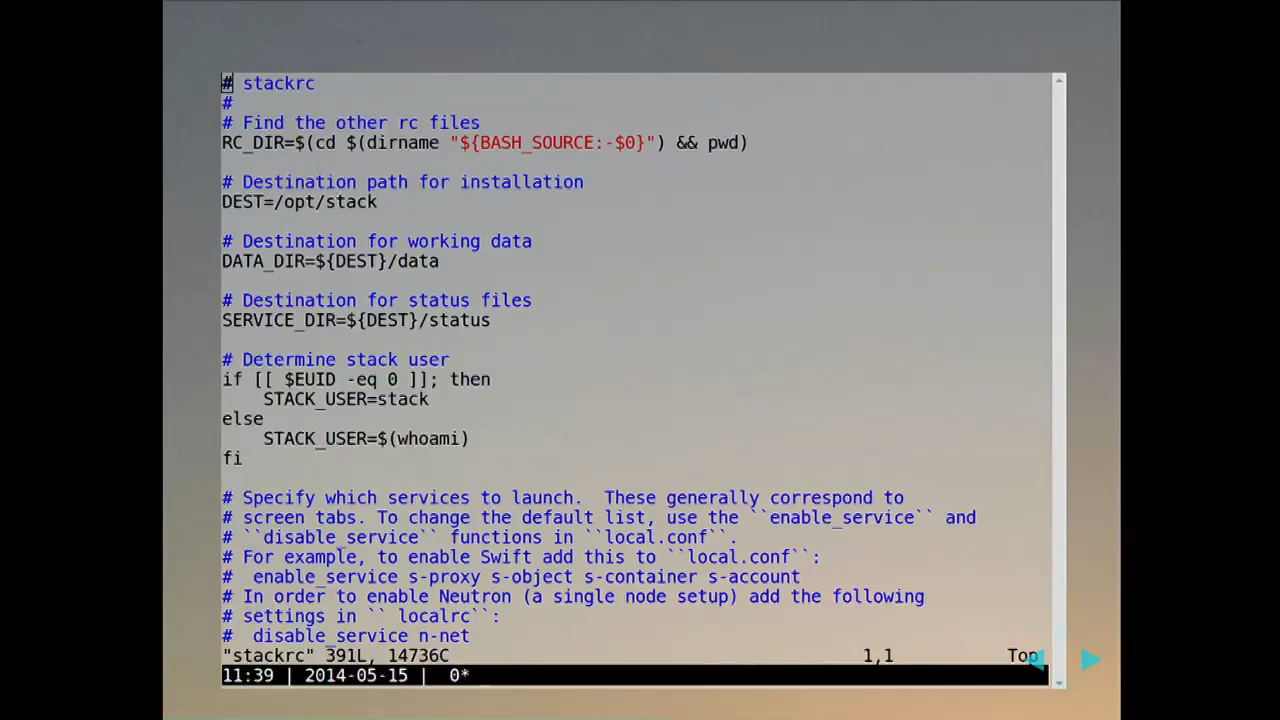 # stackrc
#
# Find the other rc files
RC_DIR=$(cd $(dirname "${BASH_SOURCE:-$0}") && pwd)
# Destination path for installation
DEST=/opt/stack
# Destination for working data
DATA_DIR=${DEST}/data
# Destination for status files
SERVICE_DIR=${DEST}/status
# Determine stack user
if [[ $EUID -eq 0 ]]; then
    STACK_USER=stack
else
    STACK_USER=$(whoami)
fi
# Specify which services to launch.  These generally correspond to
# screen tabs. To change the default list, use the ``enable_service`` and
# ``disable_service`` functions in ``local.conf``.
# For example, to enable Swift add this to ``local.conf``:
#  enable_service s-proxy s-object s-container s-account
# In order to enable Neutron (a single node setup) add the following
# settings in `` localrc``:
#  disable_service n-net
"stackrc" 391L, 14736C 1,1 Top
11:39 | 2014-05-15 |  0*